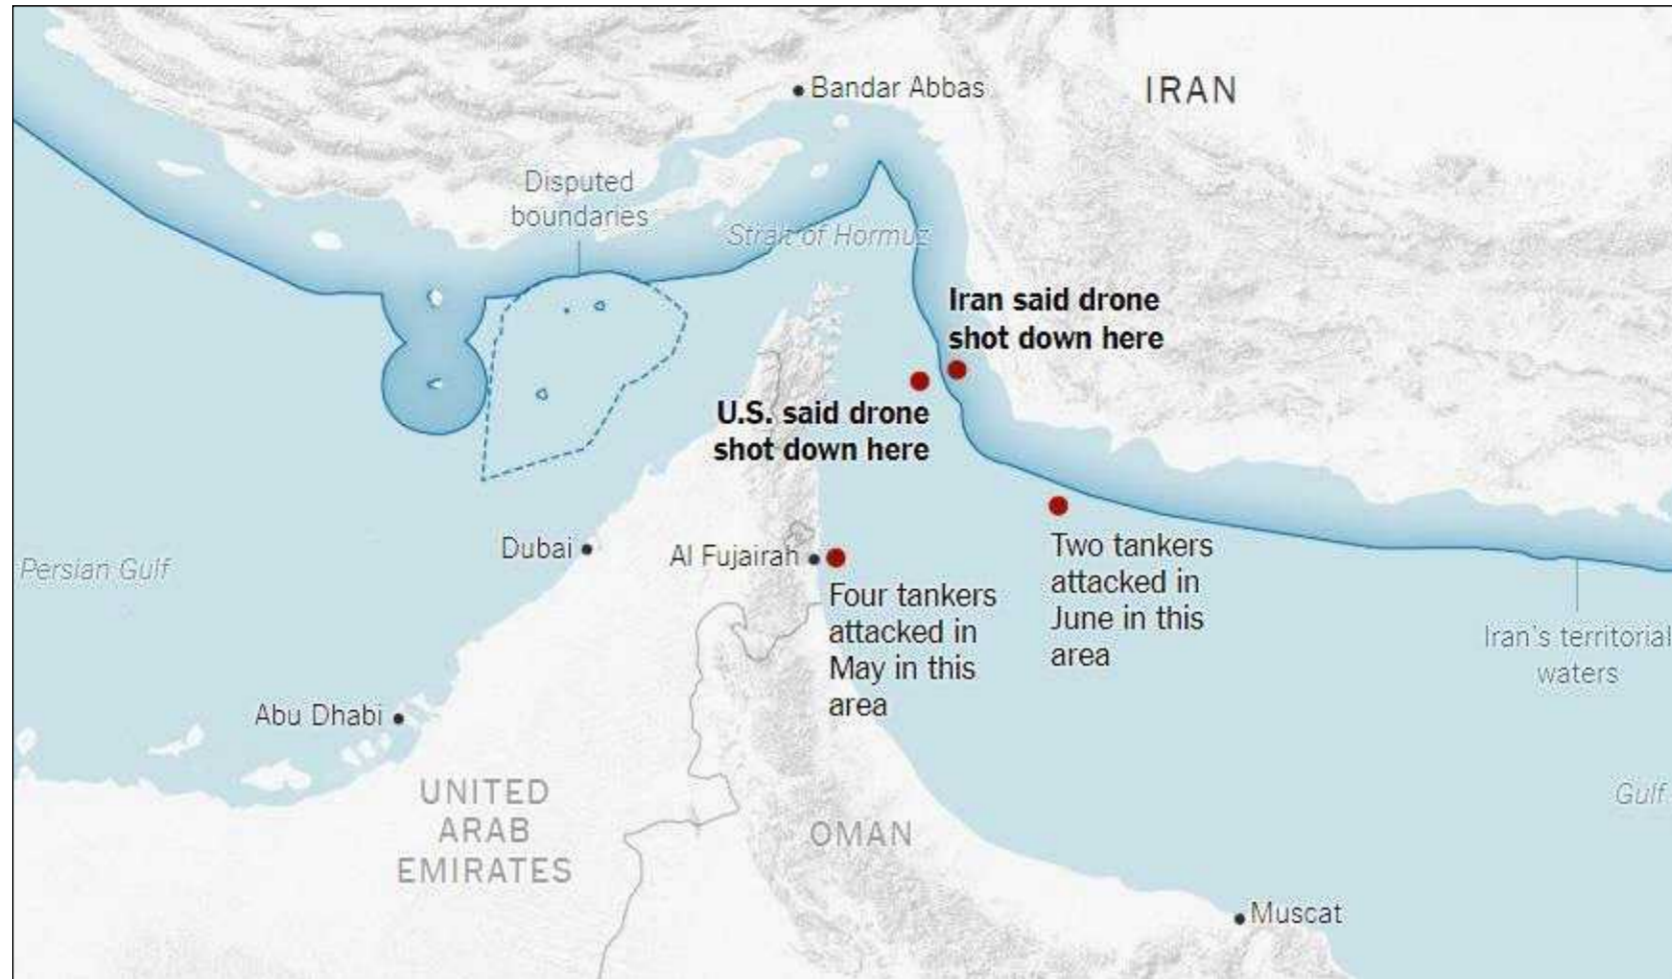 Bandar Abbas
IRAN
Disputed
boundaries
Strait of Hormuz
Iran said drone
shot down here
U.S. said drone
shot down here
Persian Gulf
Dubai
Al Fujairah
Two tankers
attacked in
June in this
area
Four tankers
attacked in
May in this
area
Iran's territorial
waters
Abu Dhabi
UNITED
ARAB
EMIRATES
OMAN
Gulf
Muscat